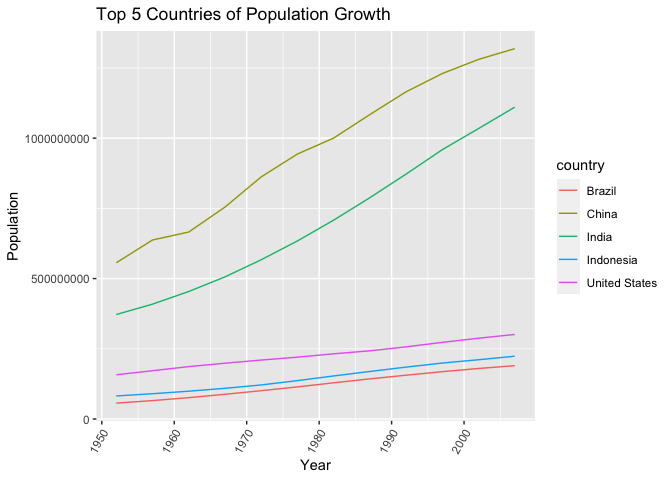 Top 5 Countries of Population Growth
Population
1000000000
500000000
0
1950
1960
1970
1980
1990
2000
Year
country
Brazil
China
India
Indonesia
United States